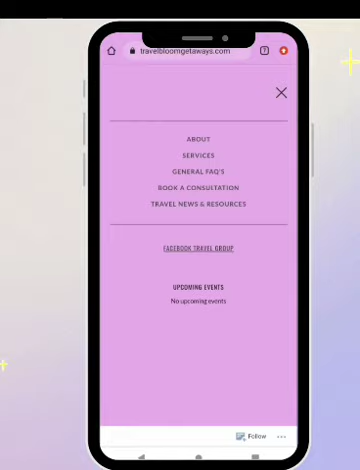 travelbloomgetaways.com
7
ABOUT
SERVICES
GENERAL FAQ'S
BOOK A CONSULTATION
TRAVEL NEWS & RESOURCES
FACEBOOK TRAVEL GROUP
UPCOMING EVENTS
No upcoming events
Follow